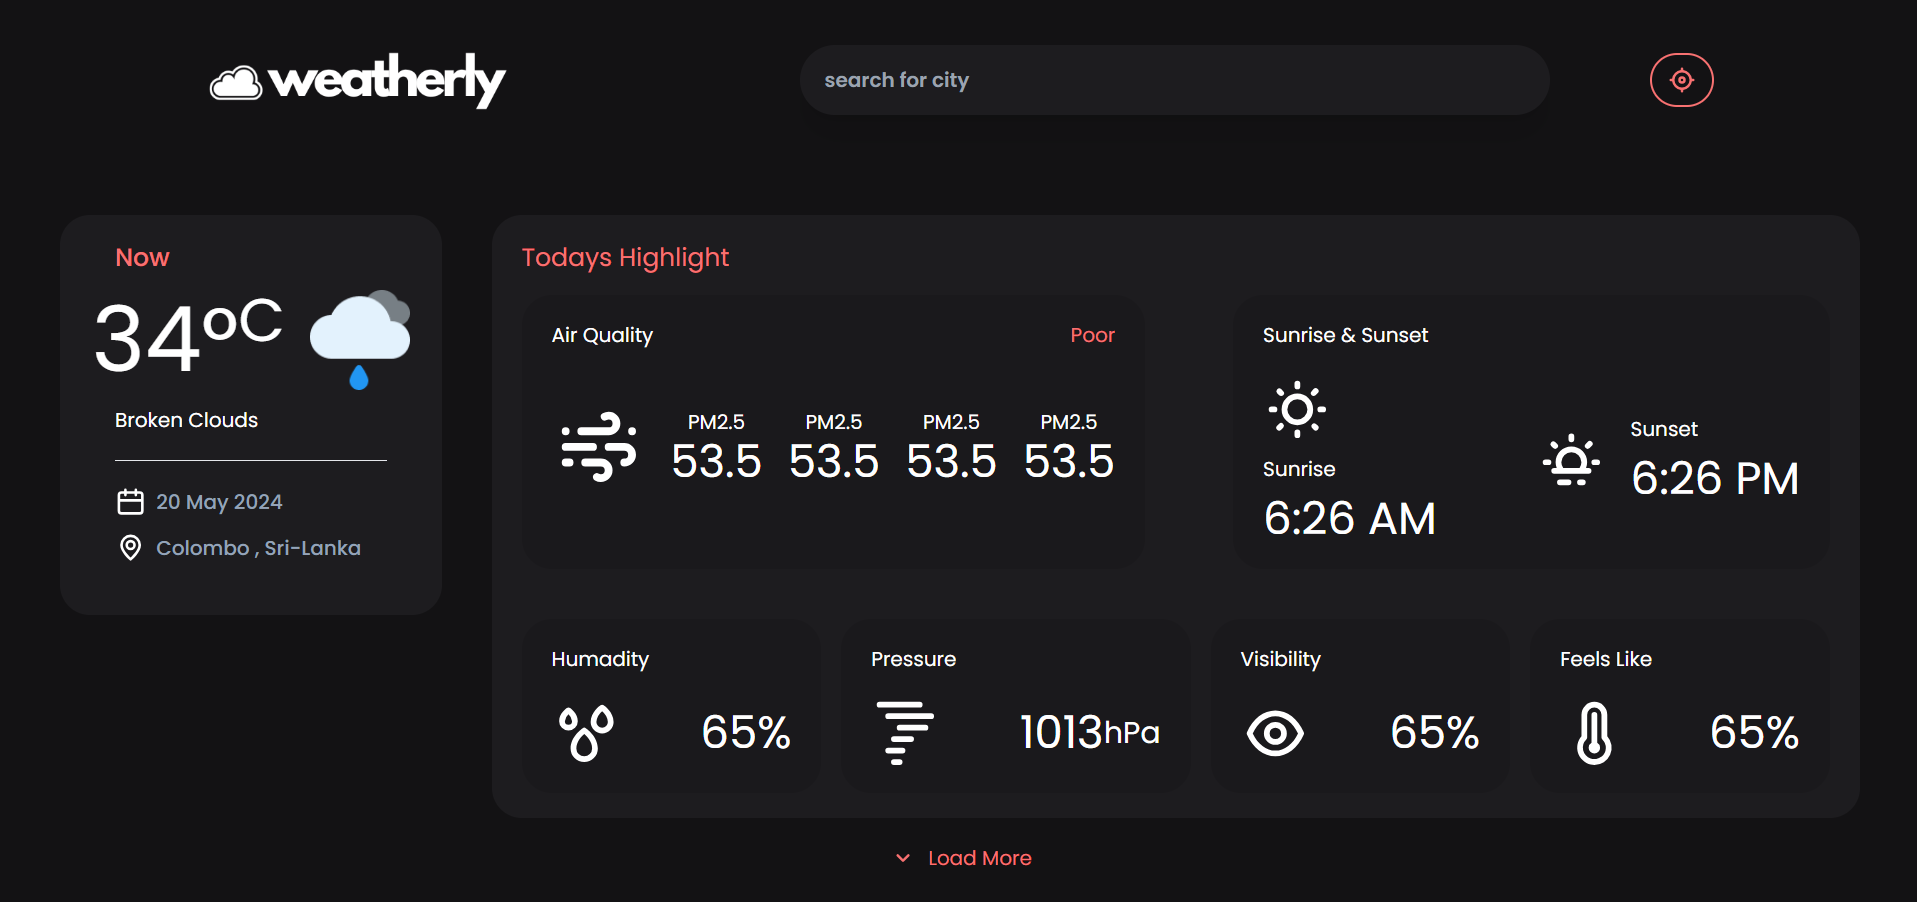 weatherly
search for city
Now
34°C
Broken Clouds
20 May 2024
Colombo , Sri-Lanka
Todays Highlight
Air Quality
Poor
PM2.5 PM2.5 PM2.5 PM2.5
53.5 53.5 53.5 53.5
Sunrise & Sunset
Sunrise
6:26 AM
Sunset
6:26 PM
Humadity
65%
Pressure
1013hPa
Visibility
65%
Feels Like
65%
Load More